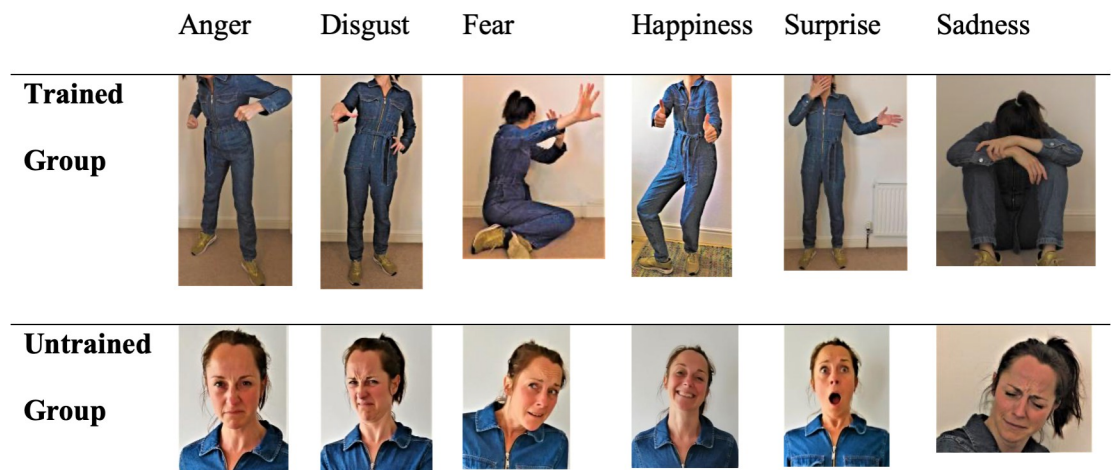 Anger Disgust Fear Happiness Surprise Sadness
Trained
Group
Untrained
Group